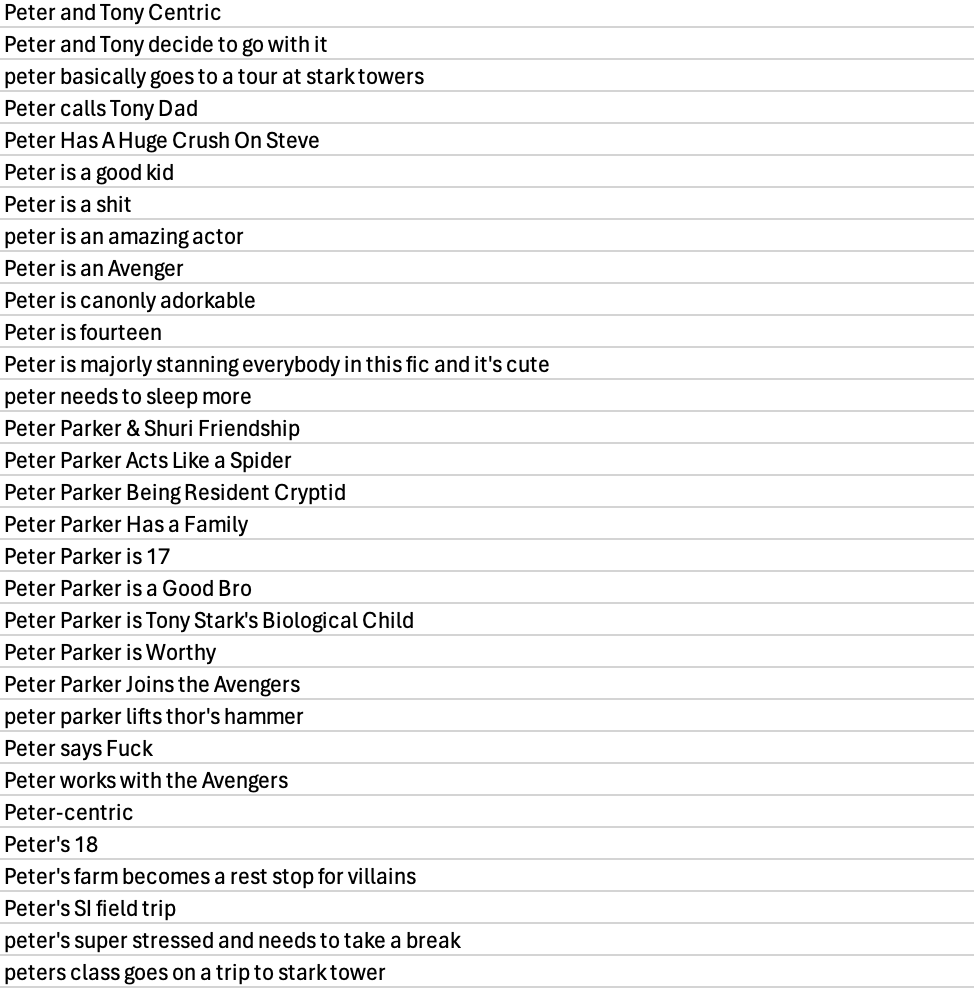 Peter and Tony Centric
Peter and Tony decide to go with it
peter basically goes to a tour at stark towers
Peter calls Tony Dad
Peter Has A Huge Crush On Steve
Peter is a good kid
Peter is a shit
peter is an amazing actor
Peter is an Avenger
Peter is canonly adorkable
Peter is fourteen
Peter is majorly stanning everybody in this fic and it's cute
peter needs to sleep more
Peter Parker & Shuri Friendship
Peter Parker Acts Like a Spider
Peter Parker Being Resident Cryptid
Peter Parker Has a Family
Peter Parker is 17
Peter Parker is a Good Bro
Peter Parker is Tony Stark's Biological Child
Peter Parker is Worthy
Peter Parker Joins the Avengers
peter parker lifts thor's hammer
Peter says Fuck
Peter works with the Avengers
Peter-centric
Peter's 18
Peter's farm becomes a rest stop for villains
Peter's SI field trip
peter's super stressed and needs to take a break
peters class goes on a trip to stark tower